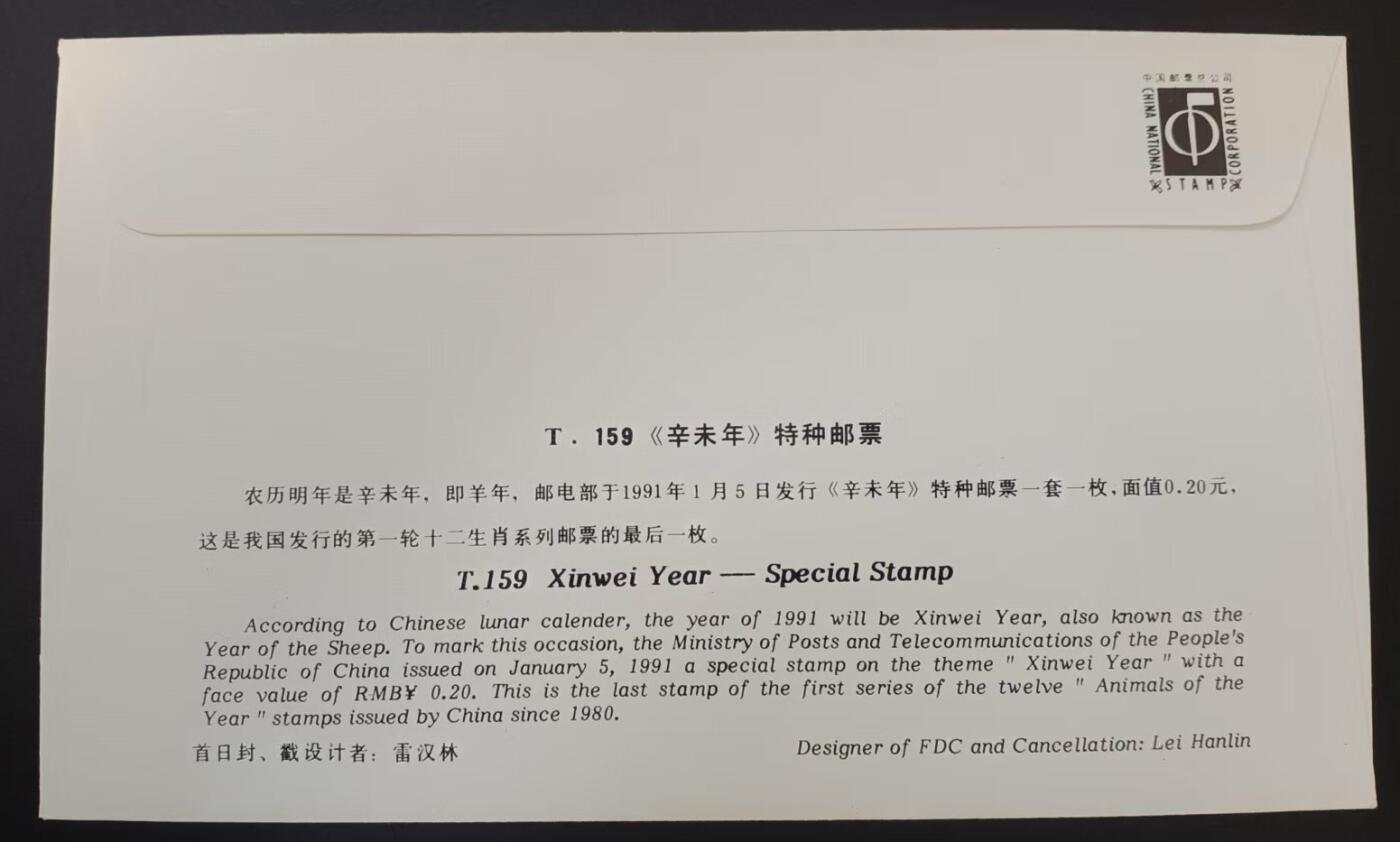 中国邮票总公司
CHINA NATIONAL
STAMP
CORPORATION
T. 159《辛未年》特种邮票
农历明年是辛未年，即羊年，邮电部于1991年1月5日发行《辛未年》特种邮票一套一枚，面值0.20元，
这是我国发行的第一轮十二生肖系列邮票的最后一枚。
T.159 Xinwei Year — Special Stamp
According to Chinese lunar calender, the year of 1991 will be Xinwei Year, also known as the
Year of the Sheep. To mark this occasion, the Ministry of Posts and Telecommunications of the People's
Republic of China issued on January 5, 1991 a special stamp on the theme " Xinwei Year " with a
face value of RMB¥ 0.20. This is the last stamp of the first series of the twelve " Animals of the
Year " stamps issued by China since 1980.
首日封、戳设计者：雷汉林
Designer of FDC and Cancellation: Lei Hanlin